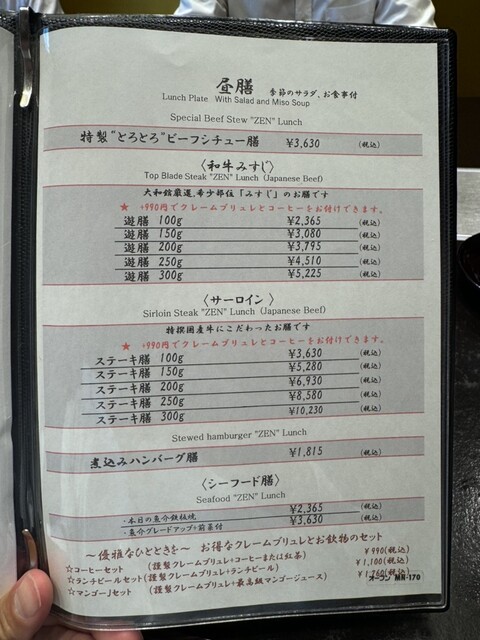 昼膳 季節のサラダ、お食事付
Lunch Plate With Salad and Miso Soup
Special Beef Stew "ZEN" Lunch
特製"とろとろ"ビーフシチュー膳 ¥3,630 (税込)
〈和牛みすじ〉
Top Blade Steak "ZEN" Lunch (Japanese Beef)
大和舘厳選、希少部位「みすじ」のお膳です
★ +990円でクレームブリュレとコーヒーをお付けできます。
遊膳 100g ¥2,365 (税込)
遊膳 150g ¥3,080 (税込)
遊膳 200g ¥3,795 (税込)
遊膳 250g ¥4,510 (税込)
遊膳 300g ¥5,225 (税込)
〈サーロイン〉
Sirloin Steak "ZEN" Lunch (Japanese Beef)
特撰国産牛にこだわったお膳です
★ +990円でクレームブリュレとコーヒーをお付けできます。
ステーキ膳 100g ¥3,630 (税込)
ステーキ膳 150g ¥5,280 (税込)
ステーキ膳 200g ¥6,930 (税込)
ステーキ膳 250g ¥8,580 (税込)
ステーキ膳 300g ¥10,230 (税込)
Stewed hamburger "ZEN" Lunch
煮込みハンバーグ膳 ¥1,815 (税込)
〈シーフード膳〉
Seafood "ZEN" Lunch
・本日の魚介鉄板焼 ¥2,365 (税込)
・魚介グレードアップ+前菜付 ¥3,630 (税込)
～優雅なひとときを～ お得なクレームブリュレとお飲物のセット
☆コーヒーセット (謹製クレームブリュレ+コーヒーまたは紅茶) ¥990(税込)
☆ランチビールセット(謹製クレームブリュレ+ランチビール) ¥1,100(税込)
☆マンゴーJセット (謹製クレームブリュレ+最高級マンゴージュース)
オーラン MR-170